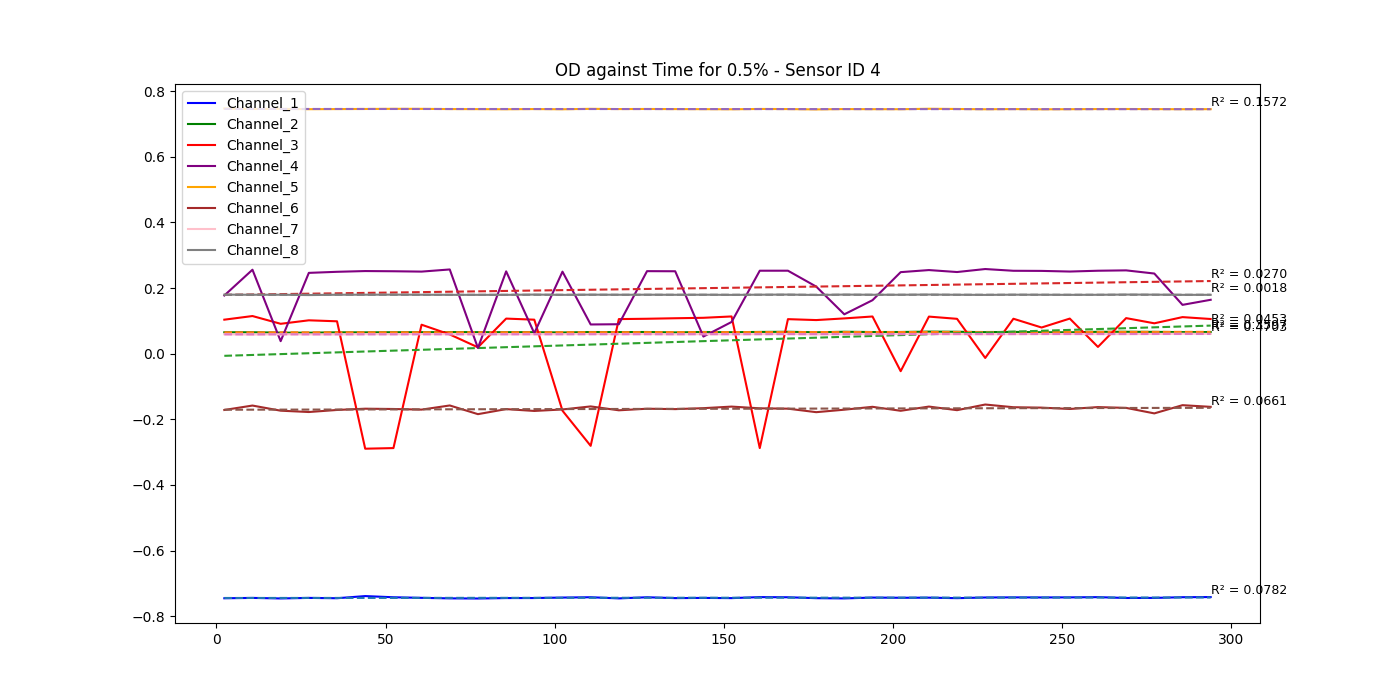 OD against Time for 0.5% - Sensor ID 4
0.8
0.6
0.4
0.2
0.0
−0.2
−0.4
−0.6
−0.8
Channel_1
Channel_2
Channel_3
Channel_4
Channel_5
Channel_6
Channel_7
Channel_8
R² = 0.1572
R² = 0.0270
R² = 0.0018
R² = 0.0453
R² = 0.0661
R² = 0.0782
0
50
100
150
200
250
300